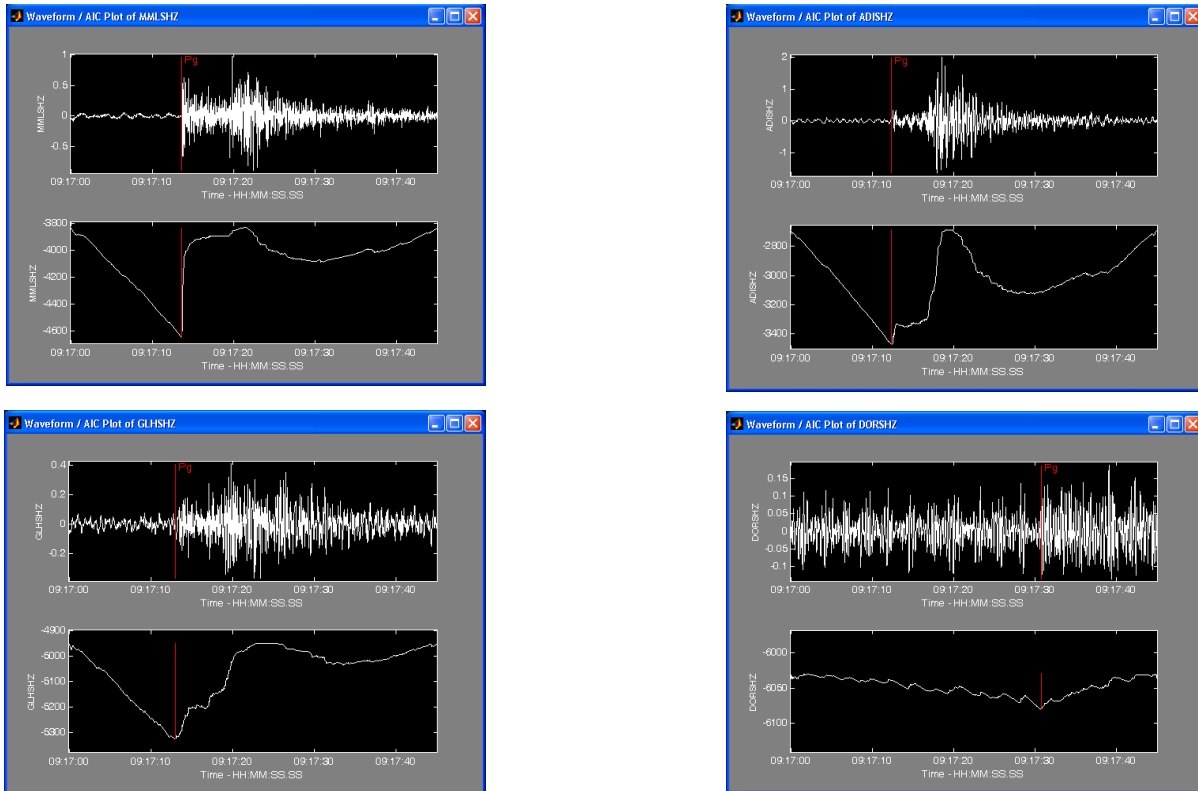 Waveform / AIC Plot of MMLSHZ
Pg
1
0.5
0
-0.5
MMLSHZ
09:17:00 09:17:10 09:17:20 09:17:30 09:17:40
Time - HH:MM:SS.SS
-3800
-4000
-4200
-4400
-4600
MMLSHZ
09:17:00 09:17:10 09:17:20 09:17:30 09:17:40
Time - HH:MM:SS.SS
Waveform / AIC Plot of ADISHZ
Pg
2
1
0
-1
ADISHZ
09:17:00 09:17:10 09:17:20 09:17:30 09:17:40
Time - HH:MM:SS.SS
-2800
-3000
-3200
-3400
ADISHZ
09:17:00 09:17:10 09:17:20 09:17:30 09:17:40
Time - HH:MM:SS.SS
Waveform / AIC Plot of GLHSHZ
Pg
0.4
0.2
0
-0.2
GLHSHZ
09:17:00 09:17:10 09:17:20 09:17:30 09:17:40
Time - HH:MM:SS.SS
-4900
-5000
-5100
-5200
-5300
GLHSHZ
09:17:00 09:17:10 09:17:20 09:17:30 09:17:40
Time - HH:MM:SS.SS
Waveform / AIC Plot of DORSHZ
Pg
0.15
0.1
0.05
0
-0.05
-0.1
DORSHZ
09:17:00 09:17:10 09:17:20 09:17:30 09:17:40
Time - HH:MM:SS.SS
-6000
-6050
-6100
DORSHZ
09:17:00 09:17:10 09:17:20 09:17:30 09:17:40
Time - HH:MM:SS.SS